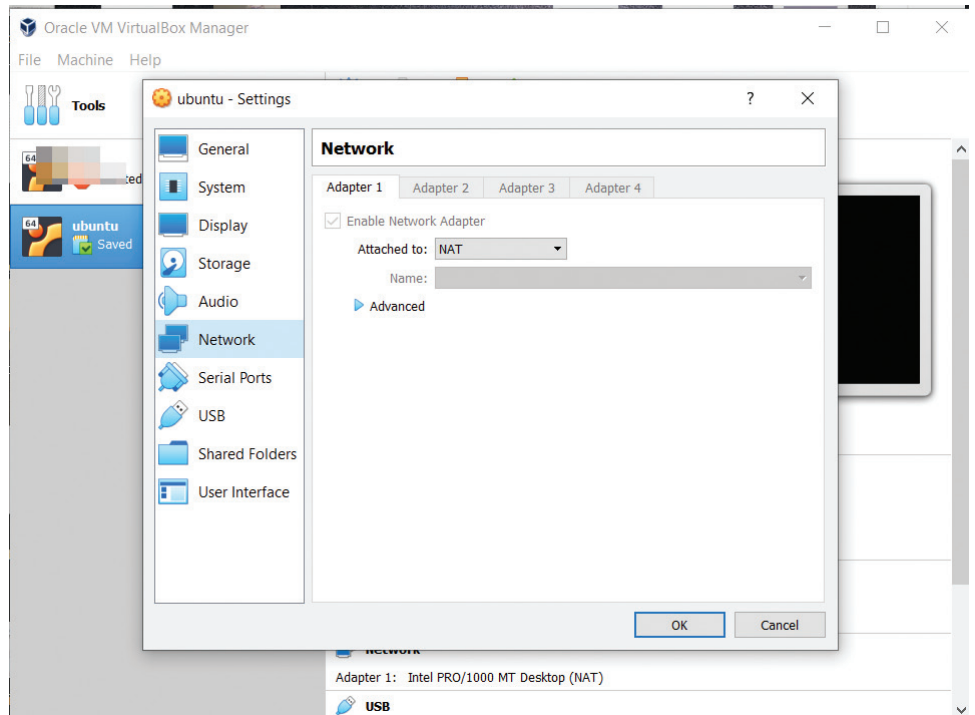 Oracle VM VirtualBox Manager
File Machine Help
Tools
ubuntu - Settings
?
64
ted
64
ubuntu
Saved
General
System
Display
Storage
Audio
Network
Serial Ports
USB
Shared Folders
User Interface
Network
Adapter 1 Adapter 2 Adapter 3 Adapter 4
Enable Network Adapter
Attached to: NAT
Name:
Advanced
OK Cancel
Network
Adapter 1: Intel PRO/1000 MT Desktop (NAT)
USB